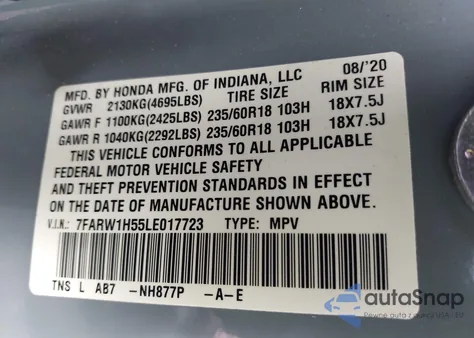 MFD. BY HONDA MFG. OF INDIANA, LLC 08/'20
GVWR 2130KG(4695LBS) TIRE SIZE RIM SIZE
GAWR F 1100KG(2425LBS) 235/60R18 103H 18X7.5J
GAWR R 1040KG(2292LBS) 235/60R18 103H 18X7.5J
THIS VEHICLE CONFORMS TO ALL APPLICABLE
FEDERAL MOTOR VEHICLE SAFETY
AND THEFT PREVENTION STANDARDS IN EFFECT
ON THE DATE OF MANUFACTURE SHOWN ABOVE.
V.I.N.: 7FARW1H55LE017723 TYPE: MPV
TNS L AB7 -NH877P -A-E
autoSnap
Pewne auta z USA